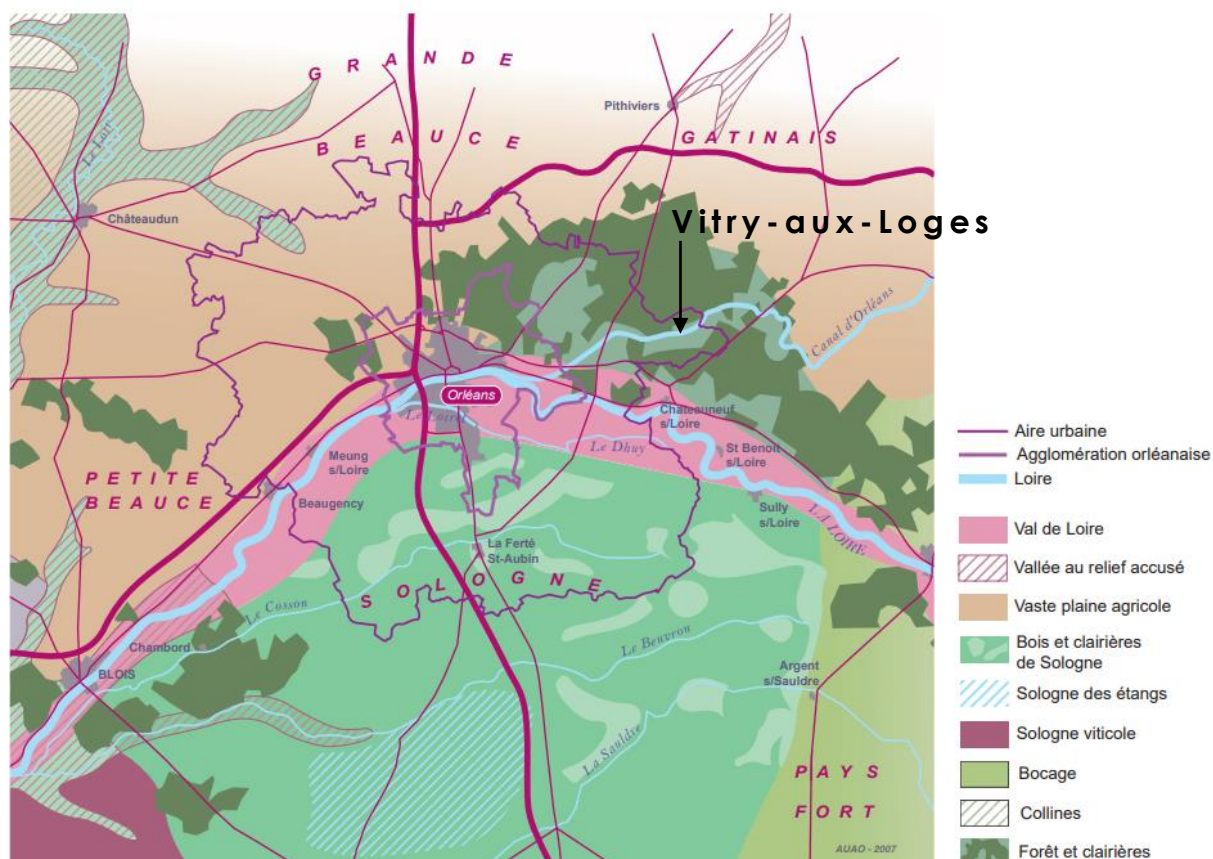 GRANDE
BEAUCE
Pithiviers
GATINAIS
Le Loir
Châteaudun
Vitry-aux-Loges
Canal d'Orléans
Orléans
Le Loiret
Châteauneuf
s/Loire
Le Dhuy
St Benoit
s/Loire
Meung
s/Loire
PETITE
BEAUCE
Beaugency
Sully
s/Loire
LA LOIRE
La Ferté
St-Aubin
SOLOGNE
Le Cosson
Le Beuvron
Chambord
BLOIS
Argent
s/Sauldre
La Sauldre
PAYS
FORT
AUAO - 2007
Aire urbaine
Agglomération orléanaise
Loire
Val de Loire
Vallée au relief accusé
Vaste plaine agricole
Bois et clairières
de Sologne
Sologne des étangs
Sologne viticole
Bocage
Collines
Forêt et clairières